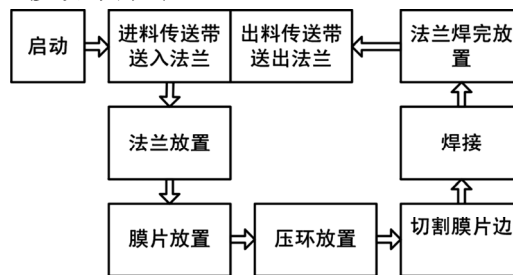 启动
进料传送带
送入法兰
出料传送带
送出法兰
法兰焊完放
置
法兰放置
焊接
膜片放置
压环放置
切割膜片边